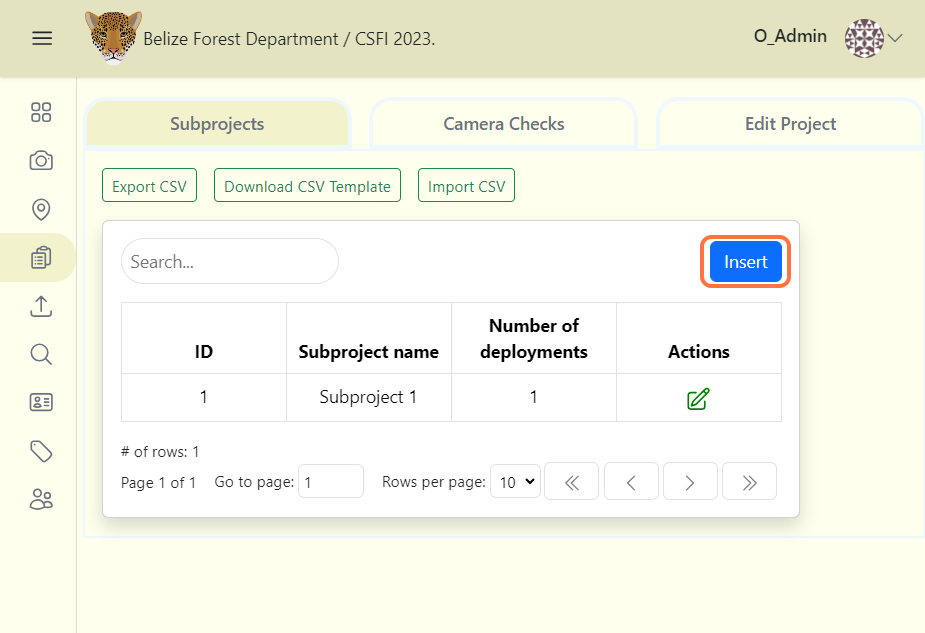 Belize Forest Department / CSFI 2023.
O_Admin
Subprojects
Camera Checks
Edit Project
Export CSV
Download CSV Template
Import CSV
Search...
Insert
ID
Subproject name
Number of
deployments
Actions
1
Subproject 1
1
# of rows: 1
Page 1 of 1
Go to page: 1
Rows per page: 10